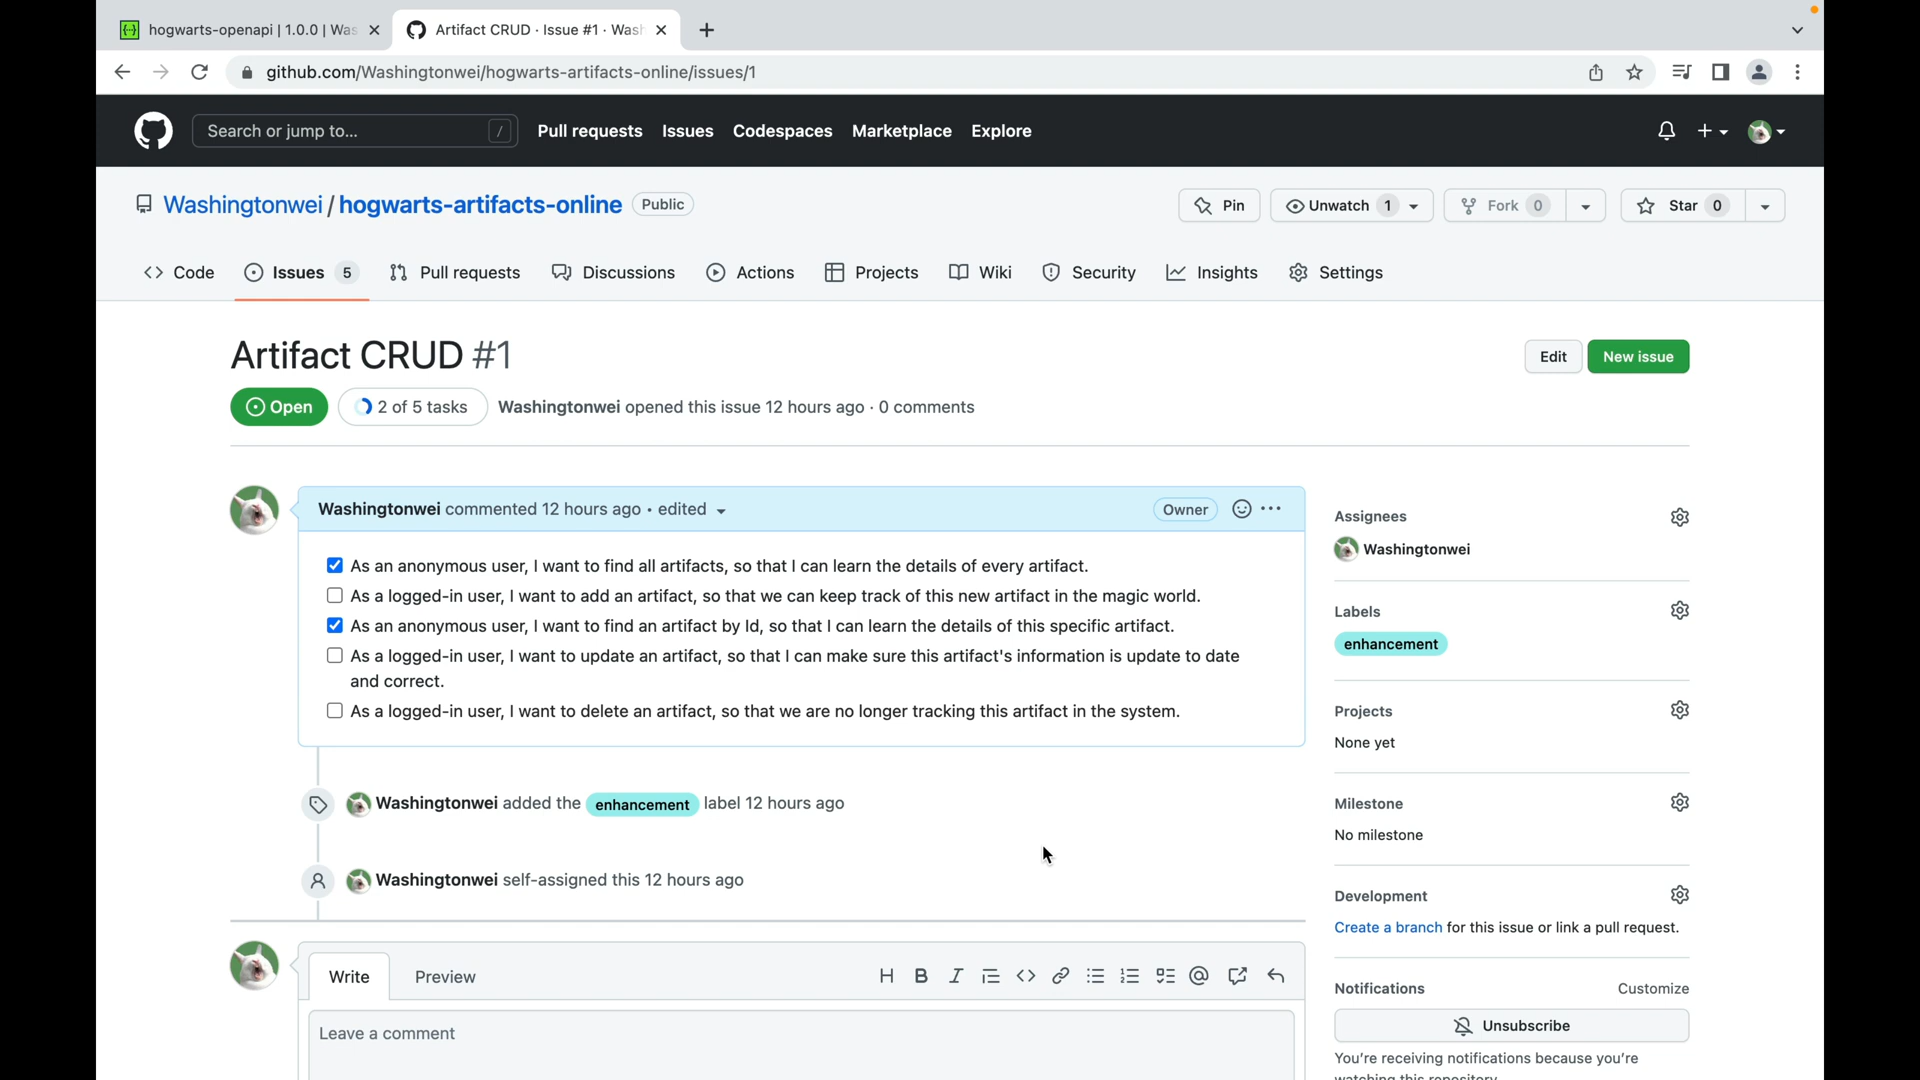 hogwarts-openapi | 1.0.0 | Was
Artifact CRUD · Issue #1 · Wash
github.com/Washingtonwei/hogwarts-artifacts-online/issues/1
Search or jump to... /
Pull requests Issues Codespaces Marketplace Explore
Washingtonwei / hogwarts-artifacts-online Public
Pin Unwatch 1 Fork 0 Star 0
Code Issues 5 Pull requests Discussions Actions Projects Wiki Security Insights Settings
Artifact CRUD #1
Edit New issue
Open 2 of 5 tasks Washingtonwei opened this issue 12 hours ago · 0 comments
Washingtonwei commented 12 hours ago • edited Owner
As an anonymous user, I want to find all artifacts, so that I can learn the details of every artifact.
As a logged-in user, I want to add an artifact, so that we can keep track of this new artifact in the magic world.
As an anonymous user, I want to find an artifact by Id, so that I can learn the details of this specific artifact.
As a logged-in user, I want to update an artifact, so that I can make sure this artifact's information is update to date
and correct.
As a logged-in user, I want to delete an artifact, so that we are no longer tracking this artifact in the system.
Washingtonwei added the enhancement label 12 hours ago
Washingtonwei self-assigned this 12 hours ago
Write Preview
Leave a comment
Assignees
Washingtonwei
Labels
enhancement
Projects
None yet
Milestone
No milestone
Development
Create a branch for this issue or link a pull request.
Notifications Customize
Unsubscribe
You're receiving notifications because you're
watching this repository.